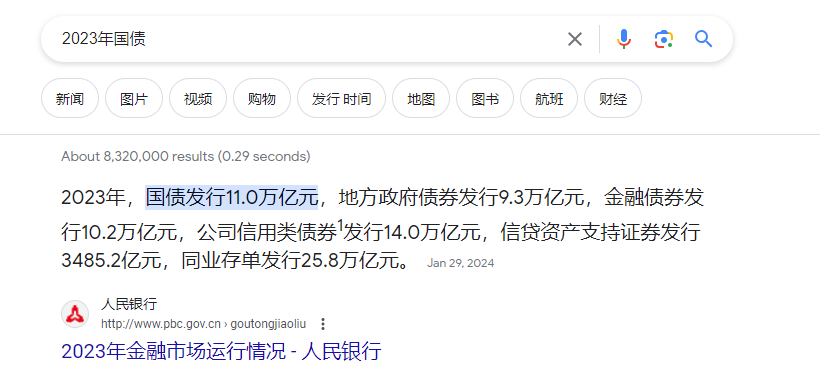 2023年国债
新闻 图片 视频 购物 发行 时间 地图 图书 航班 财经
About 8,320,000 results (0.29 seconds)
2023年，国债发行11.0万亿元，地方政府债券发行9.3万亿元，金融债券发
行10.2万亿元，公司信用类债券1发行14.0万亿元，信贷资产支持证券发行
3485.2亿元，同业存单发行25.8万亿元。 Jan 29, 2024
人民银行
http://www.pbc.gov.cn › goutongjiaoliu
2023年金融市场运行情况 - 人民银行